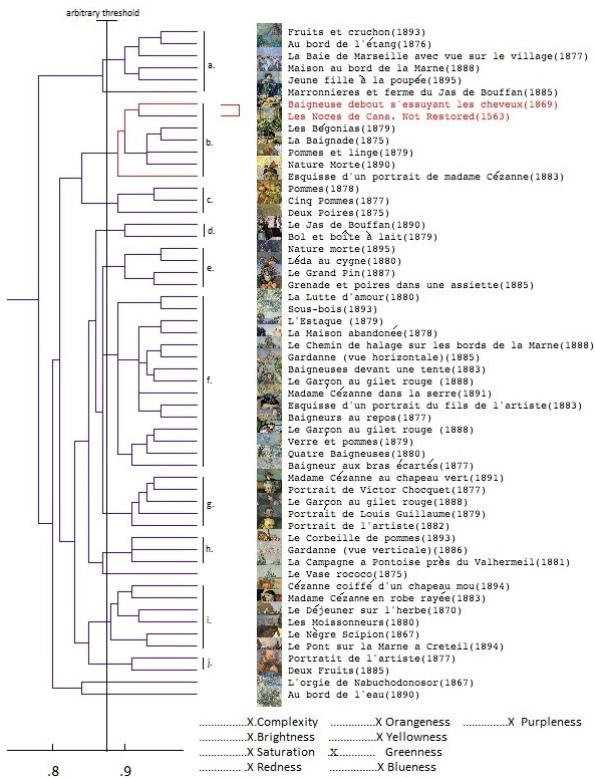 arbitrary threshold
Fruits et cruchon(1893)
Au bord de l'étang(1876)
La Baie de Marseille avec vue sur le village(1877)
Maison au bord de la Marne(1888)
Jeune fille à la poupée(1895)
Marronnieres et ferme du Jas de Bouffan(1885)
Baigneuse debout s'essuyant les cheveux(1869)
Les Noces de Cana. Not Restored(1563)
Les Bégonias(1879)
La Baignade(1875)
Pommes et linge(1879)
Nature Morte(1890)
Esquisse d'un portrait de madame Cézanne(1883)
Pommes(1878)
Cinq Pommes(1877)
Deux Poires(1875)
Le Jas de Bouffan(1890)
Bol et boîte à lait(1879)
Nature morte(1895)
Léda au cygne(1880)
Le Grand Pin(1887)
Grenade et poires dans une assiette(1885)
La Lutte d'amour(1880)
Sous-bois(1893)
L'Estaque (1879)
La Maison abandonée(1878)
Le Chemin de halage sur les bords de la Marne(1888)
Gardanne (vue horizontale)(1885)
Baigneuses devant une tente(1883)
Le Garçon au gilet rouge (1888)
Madame Cézanne dans la serre(1891)
Esquisse d'un portrait du fils de l'artiste(1883)
Baigneurs au repos(1877)
Le Garçon au gilet rouge (1888)
Verre et pommes(1879)
Quatre Baigneuses(1880)
Baigneur aux bras écartés(1877)
Madame Cézanne au chapeau vert(1891)
Portrait de Victor Chocquet(1877)
Le Garçon au gilet rouge(1888)
Portrait de Louis Guillaume(1879)
Portrait de l'artiste(1882)
Le Corbeille de pommes(1893)
Gardanne (vue verticale)(1886)
La Campagne a Pontoise près du Valhermeil(1881)
Le Vase rococo(1875)
Cézanne coiffé d'un chapeau mou(1894)
Madame Cézanne en robe rayée(1883)
Le Déjeuner sur l'herbe(1870)
Les Moissonneurs(1880)
Le Nègre Scipion(1867)
Le Pont sur la Marne a Creteil(1894)
Portratit de l'artiste(1877)
Deux Fruits(1885)
L'orgie de Nabuchodonosor(1867)
Au bord de l'eau(1890)
a.
b.
c.
d.
e.
f.
g.
h.
i.
j.
...............X.Complexity ...............X Orangeness ...............X Purpleness
...............X.Brightness ...............X Yellowness
...............X Saturation X............... Greenness
...............X Redness ...............X Blueness
.8 .9